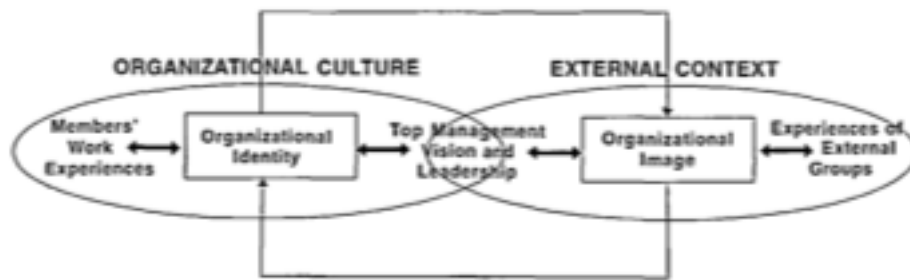 ORGANIZATIONAL CULTURE
EXTERNAL CONTEXT
Members'
Work
Experiences
Organizational
Identity
Top Management
Vision and
Leadership
Organizational
Image
Experiences of
External
Groups